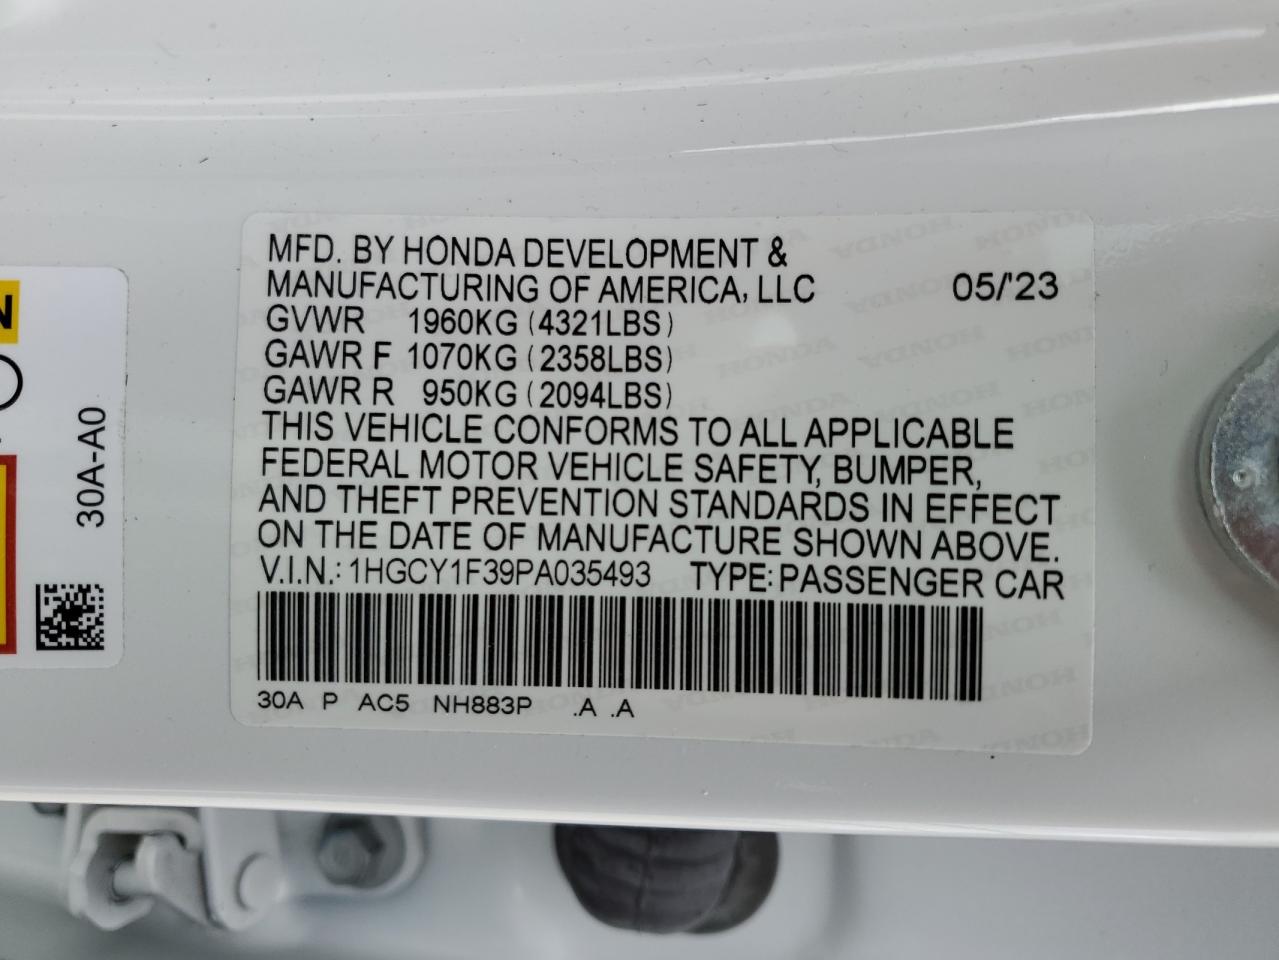 MFD. BY HONDA DEVELOPMENT &
MANUFACTURING OF AMERICA, LLC 05/'23
GVWR 1960KG (4321LBS)
GAWR F 1070KG (2358LBS)
GAWR R 950KG (2094LBS)
THIS VEHICLE CONFORMS TO ALL APPLICABLE
FEDERAL MOTOR VEHICLE SAFETY, BUMPER,
AND THEFT PREVENTION STANDARDS IN EFFECT
ON THE DATE OF MANUFACTURE SHOWN ABOVE.
V.I.N.: 1HGCY1F39PA035493 TYPE: PASSENGER CAR
30A P AC5 NH883P .A .A
30A-A0
N